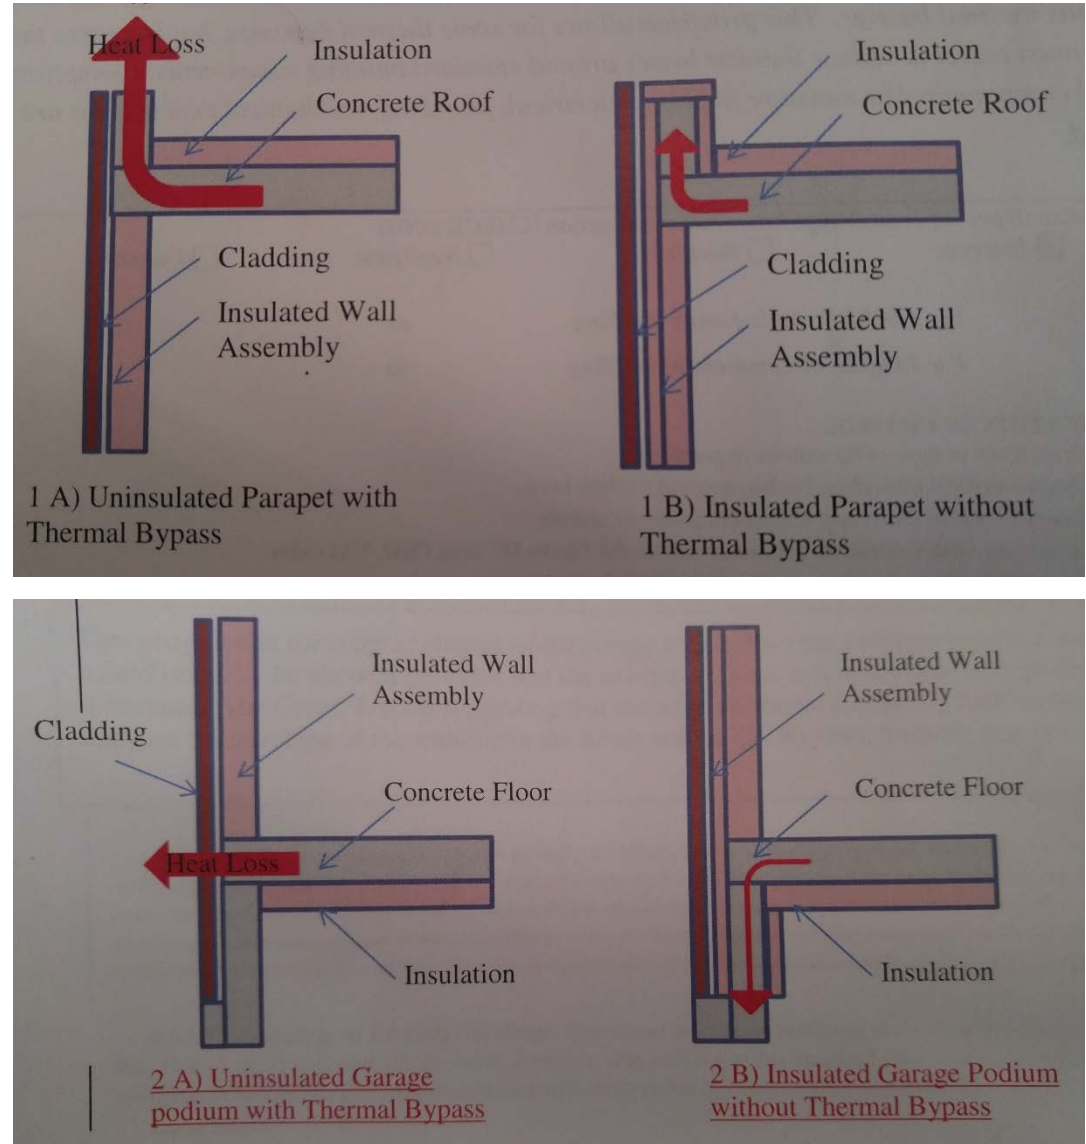 Heat Loss
Insulation
Concrete Roof
Cladding
Insulated Wall
Assembly
1 A) Uninsulated Parapet with
Thermal Bypass
Insulation
Concrete Roof
Cladding
Insulated Wall
Assembly
1 B) Insulated Parapet without
Thermal Bypass
Cladding
Insulated Wall
Assembly
Concrete Floor
Heat Loss
Insulation
2 A) Uninsulated Garage
podium with Thermal Bypass
Insulated Wall
Assembly
Concrete Floor
Insulation
2 B) Insulated Garage Podium
without Thermal Bypass